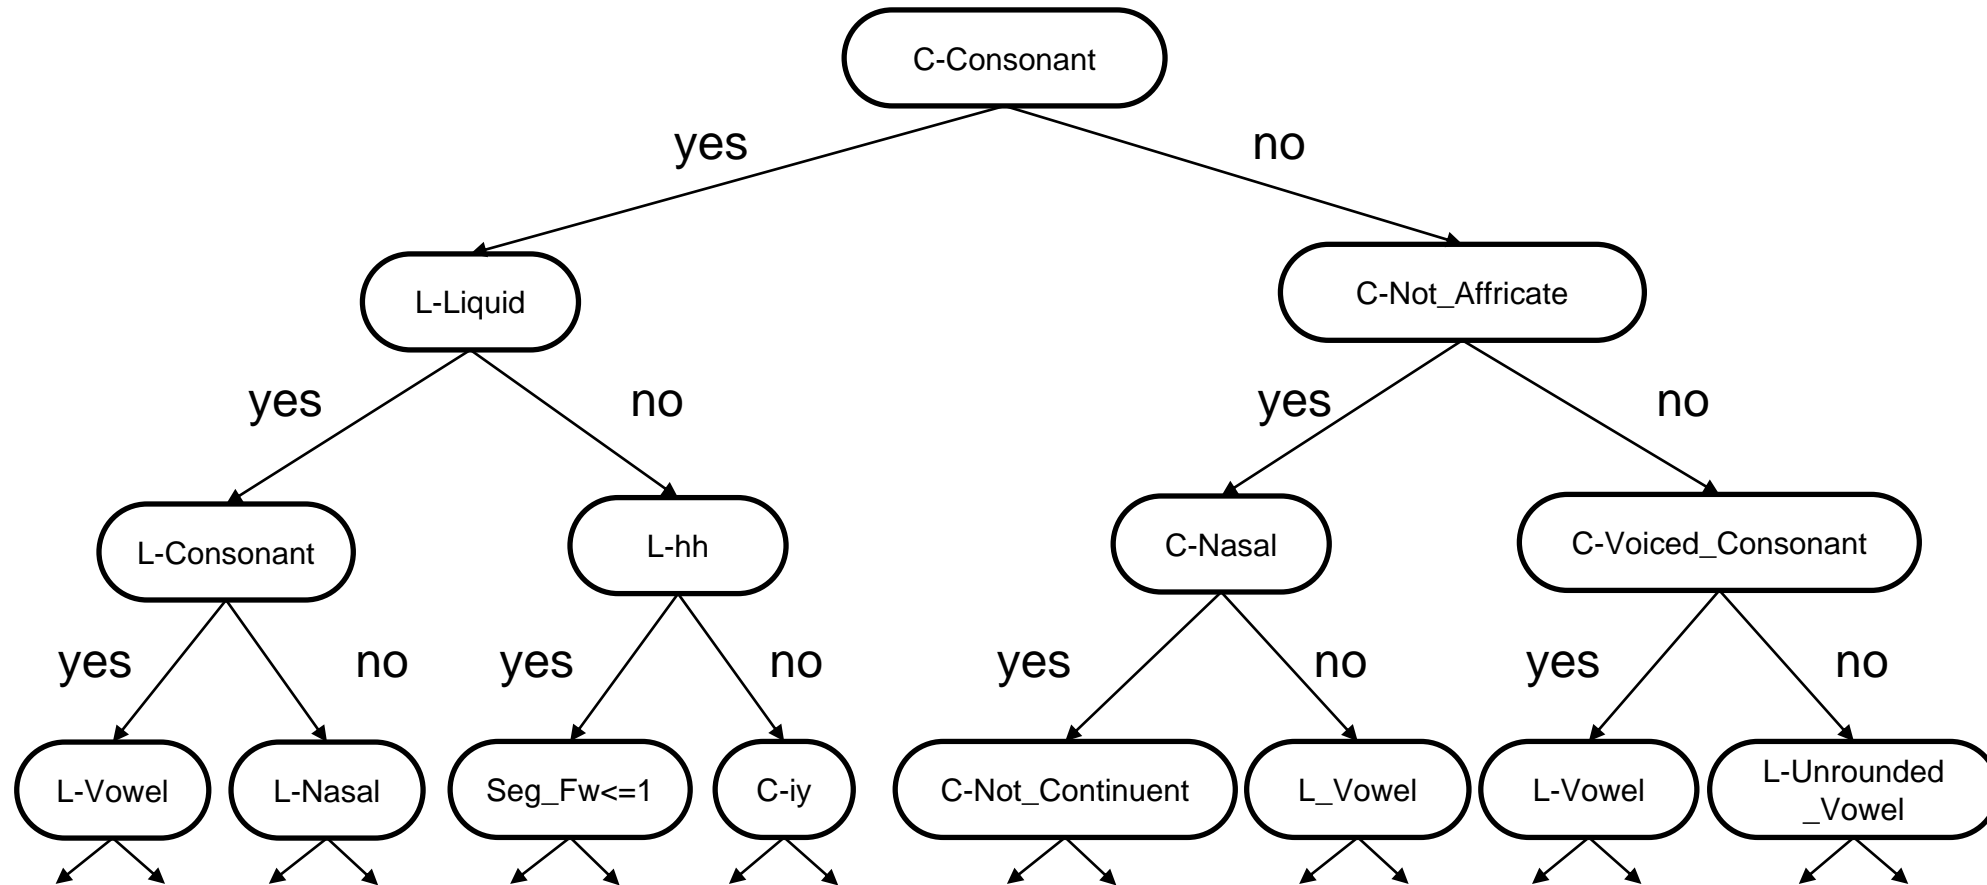 C-Consonant
yes
no
L-Liquid
C-Not_Affricate
yes
no
yes
no
L-Consonant
L-hh
C-Nasal
C-Voiced_Consonant
yes
no
yes
no
yes
no
yes
no
L-Vowel
L-Nasal
Seg_Fw<=1
C-iy
C-Not_Continuent
L_Vowel
L-Vowel
L-Unrounded
_Vowel